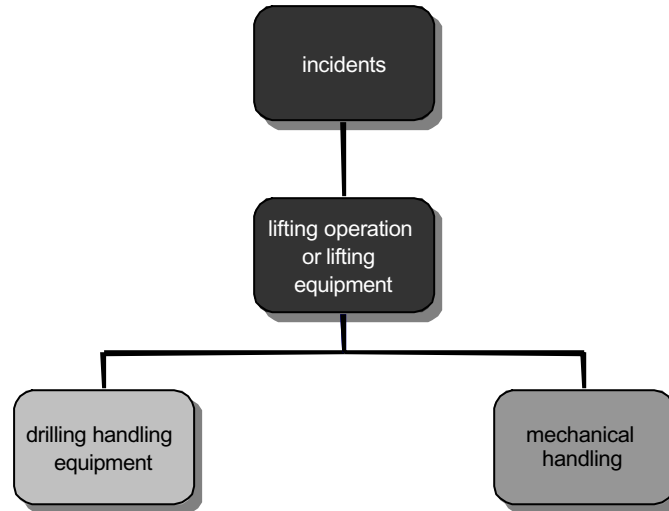 incidents
lifting operation
or lifting
equipment
drilling handling
equipment
mechanical
handling